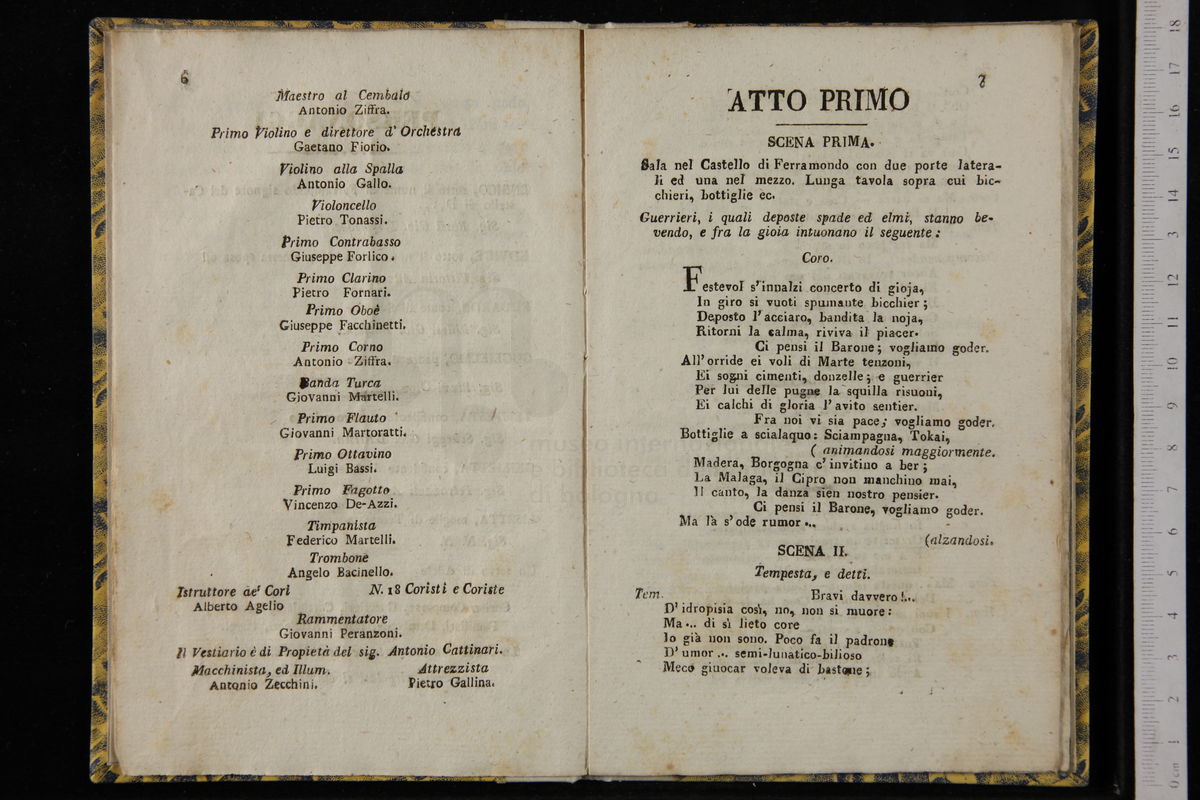 6
Maestro al Cembalo
Antonio Ziffra.
Primo Violino e direttore d' Orchestra
Gaetano Fiorio.
Violino alla Spalla
Antonio Gallo.
Violoncello
Pietro Tonassi.
Primo Contrabasso
Giuseppe Forlico.
Primo Clarino
Pietro Fornari.
Primo Oboè
Giuseppe Facchinetti.
Primo Corno
Antonio Ziffra.
Banda Turca
Giovanni Martelli.
Primo Flauto
Giovanni Martoratti.
Primo Ottavino
Luigi Bassi.
Primo Fagotto
Vincenzo De-Azzi.
Timpanista
Federico Martelli.
Trombone
Angelo Bacinello.
Istruttore de' Cori N. 18 Coristi e Coriste
Alberto Agelio
Rammentatore
Giovanni Peranzoni.
Il Vestiario è di Propietà del sig. Antonio Cattinari.
Macchinista, ed Illum. Attrezzista
Antonio Zecchini. Pietro Gallina.
7
ATTO PRIMO
SCENA PRIMA.
Sala nel Castello di Ferramondo con due porte latera-
li ed una nel mezzo. Lunga tavola sopra cui bic-
chieri, bottiglie ec.
Guerrieri, i quali deposte spade ed elmi, stanno be-
vendo, e fra la gioia intuonano il seguente:
Coro.
Festevol s'innalzi concerto di gioja,
In giro si vuoti spumante bicchier;
Deposto l'acciaro, bandita la noja,
Ritorni la calma, riviva il piacer.
Ci pensi il Barone; vogliamo goder.
All'orride ei voli di Marte tenzoni,
Ei sogni cimenti, donzelle; e guerrier
Per lui delle pugne la squilla risuoni,
Ei calchi di gloria l'avito sentier.
Fra noi vi sia pace; vogliamo goder.
Bottiglie a scialaquo: Sciampagna, Tokai,
( animandosi maggiormente.
Madera, Borgogna c'invitino a ber;
La Malaga, il Cipro non manchino mai,
Il canto, la danza sien nostro pensier.
Ci pensi il Barone, vogliamo goder.
Ma là s'ode rumor...
(alzandosi.
SCENA II.
Tempesta, e detti.
Tem. Bravi davvero!...
D'idropisia così, no, non si muore:
Ma... di sì lieto core
Io già non sono. Poco fa il padrone
D'umor... semi-lunatico-bilioso
Meco giuocar voleva di bastone;